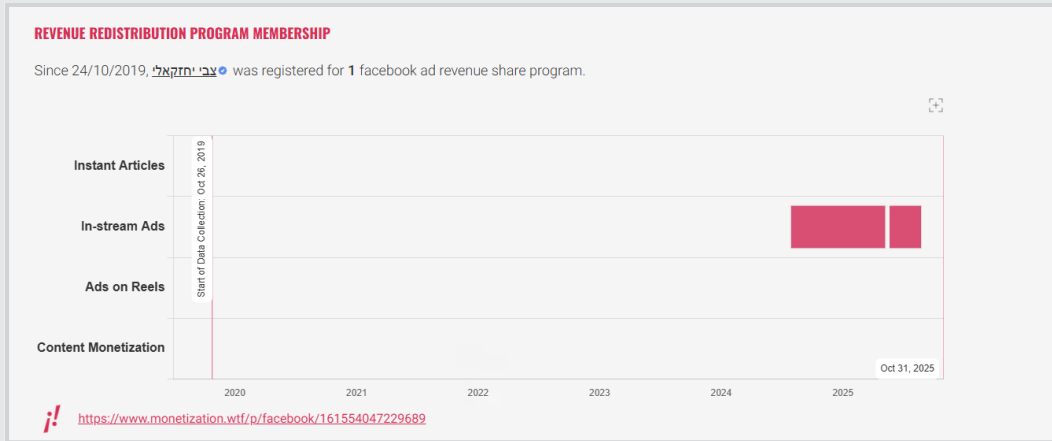 REVENUE REDISTRIBUTION PROGRAM MEMBERSHIP
Since 24/10/2019, צבי יחזקאלי was registered for 1 facebook ad revenue share program.
Instant Articles
In-stream Ads
Ads on Reels
Content Monetization
Start of Data Collection: Oct 26, 2019
Oct 31, 2025
2020 2021 2022 2023 2024 2025
https://www.monetization.wtf/p/facebook/161554047229689